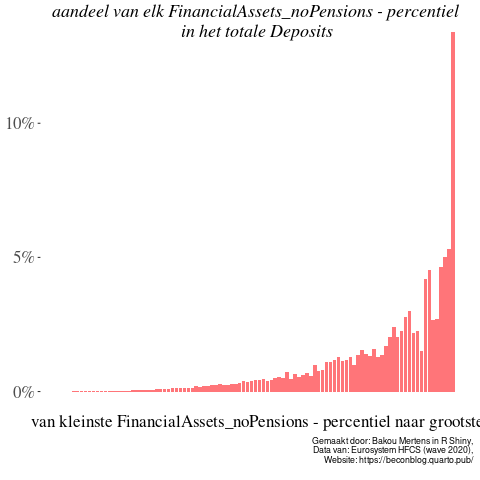 aandeel van elk FinancialAssets_noPensions - percentiel
in het totale Deposits
10%
5%
0%
van kleinste FinancialAssets_noPensions - percentiel naar grootste
Gemaakt door: Bakou Mertens in R Shiny,
Data van: Eurosystem HFCS (wave 2020),
Website: https://beconblog.quarto.pub/